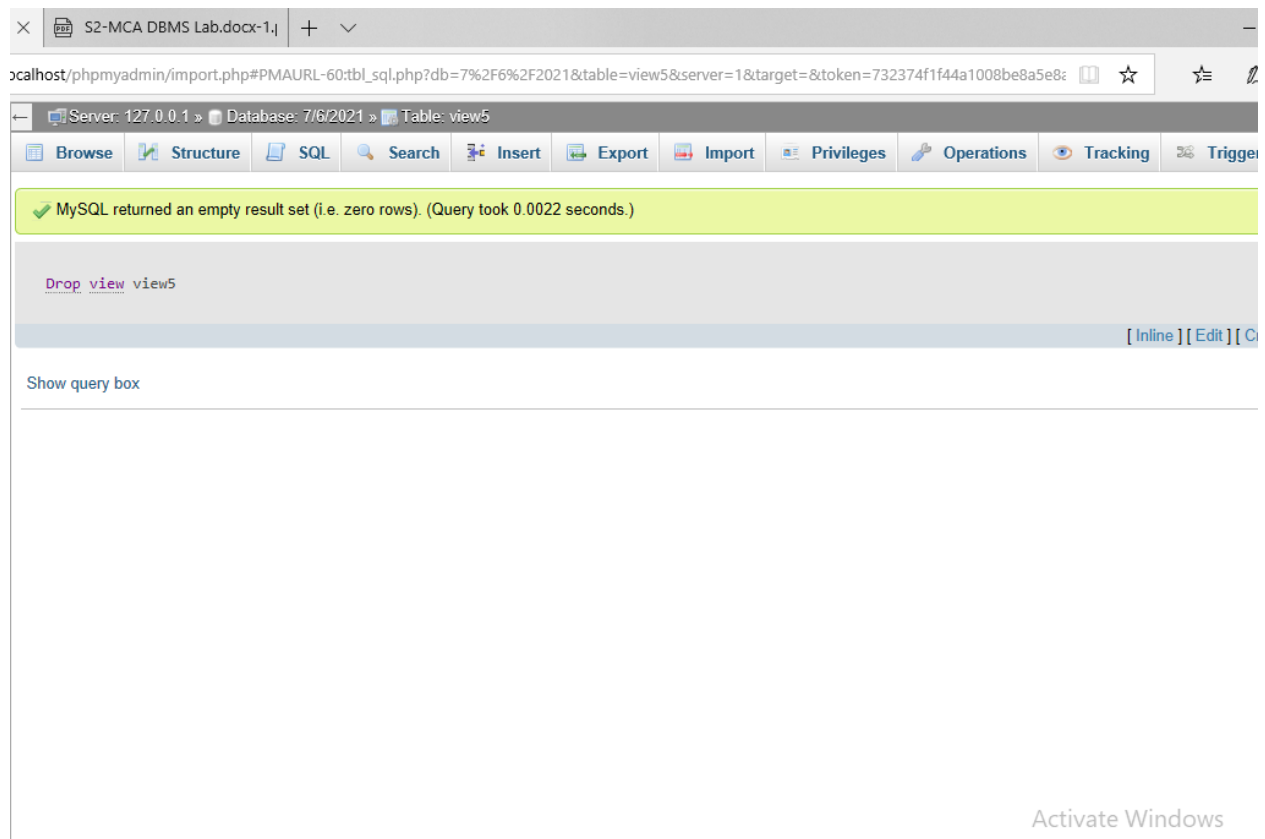 S2-MCA DBMS Lab.docx-1.
ocalhost/phpmyadmin/import.php#PMAURL-60:tbl_sql.php?db=7%2F6%2F2021&table=view5&server=1&target=&token=732374f1f44a1008be8a5e8a
Server: 127.0.0.1 » Database: 7/6/2021 » Table: view5
Browse Structure SQL Search Insert Export Import Privileges Operations Tracking Trigger
MySQL returned an empty result set (i.e. zero rows). (Query took 0.0022 seconds.)
Drop view view5
[ Inline ] [ Edit ] [ C
Show query box
Activate Windows